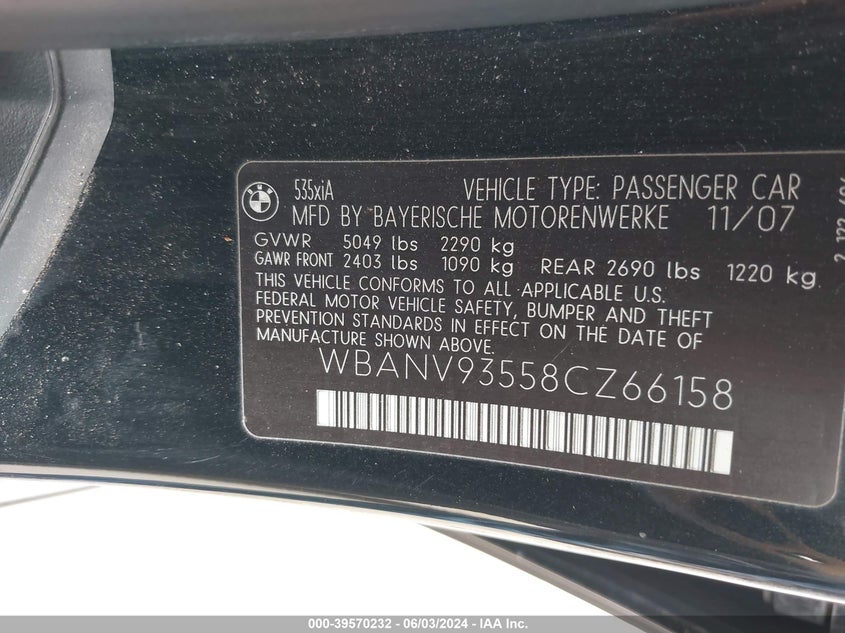 BMW
535xiA VEHICLE TYPE: PASSENGER CAR
MFD BY BAYERISCHE MOTORENWERKE 11/07
GVWR 5049 lbs 2290 kg
GAWR FRONT 2403 lbs 1090 kg REAR 2690 lbs 1220 kg
THIS VEHICLE CONFORMS TO ALL APPLICABLE U.S.
FEDERAL MOTOR VEHICLE SAFETY, BUMPER AND THEFT
PREVENTION STANDARDS IN EFFECT ON THE DATE OF
MANUFACTURE SHOWN ABOVE.
WBANV93558CZ66158
000-39570232 - 06/03/2024 - IAA Inc.